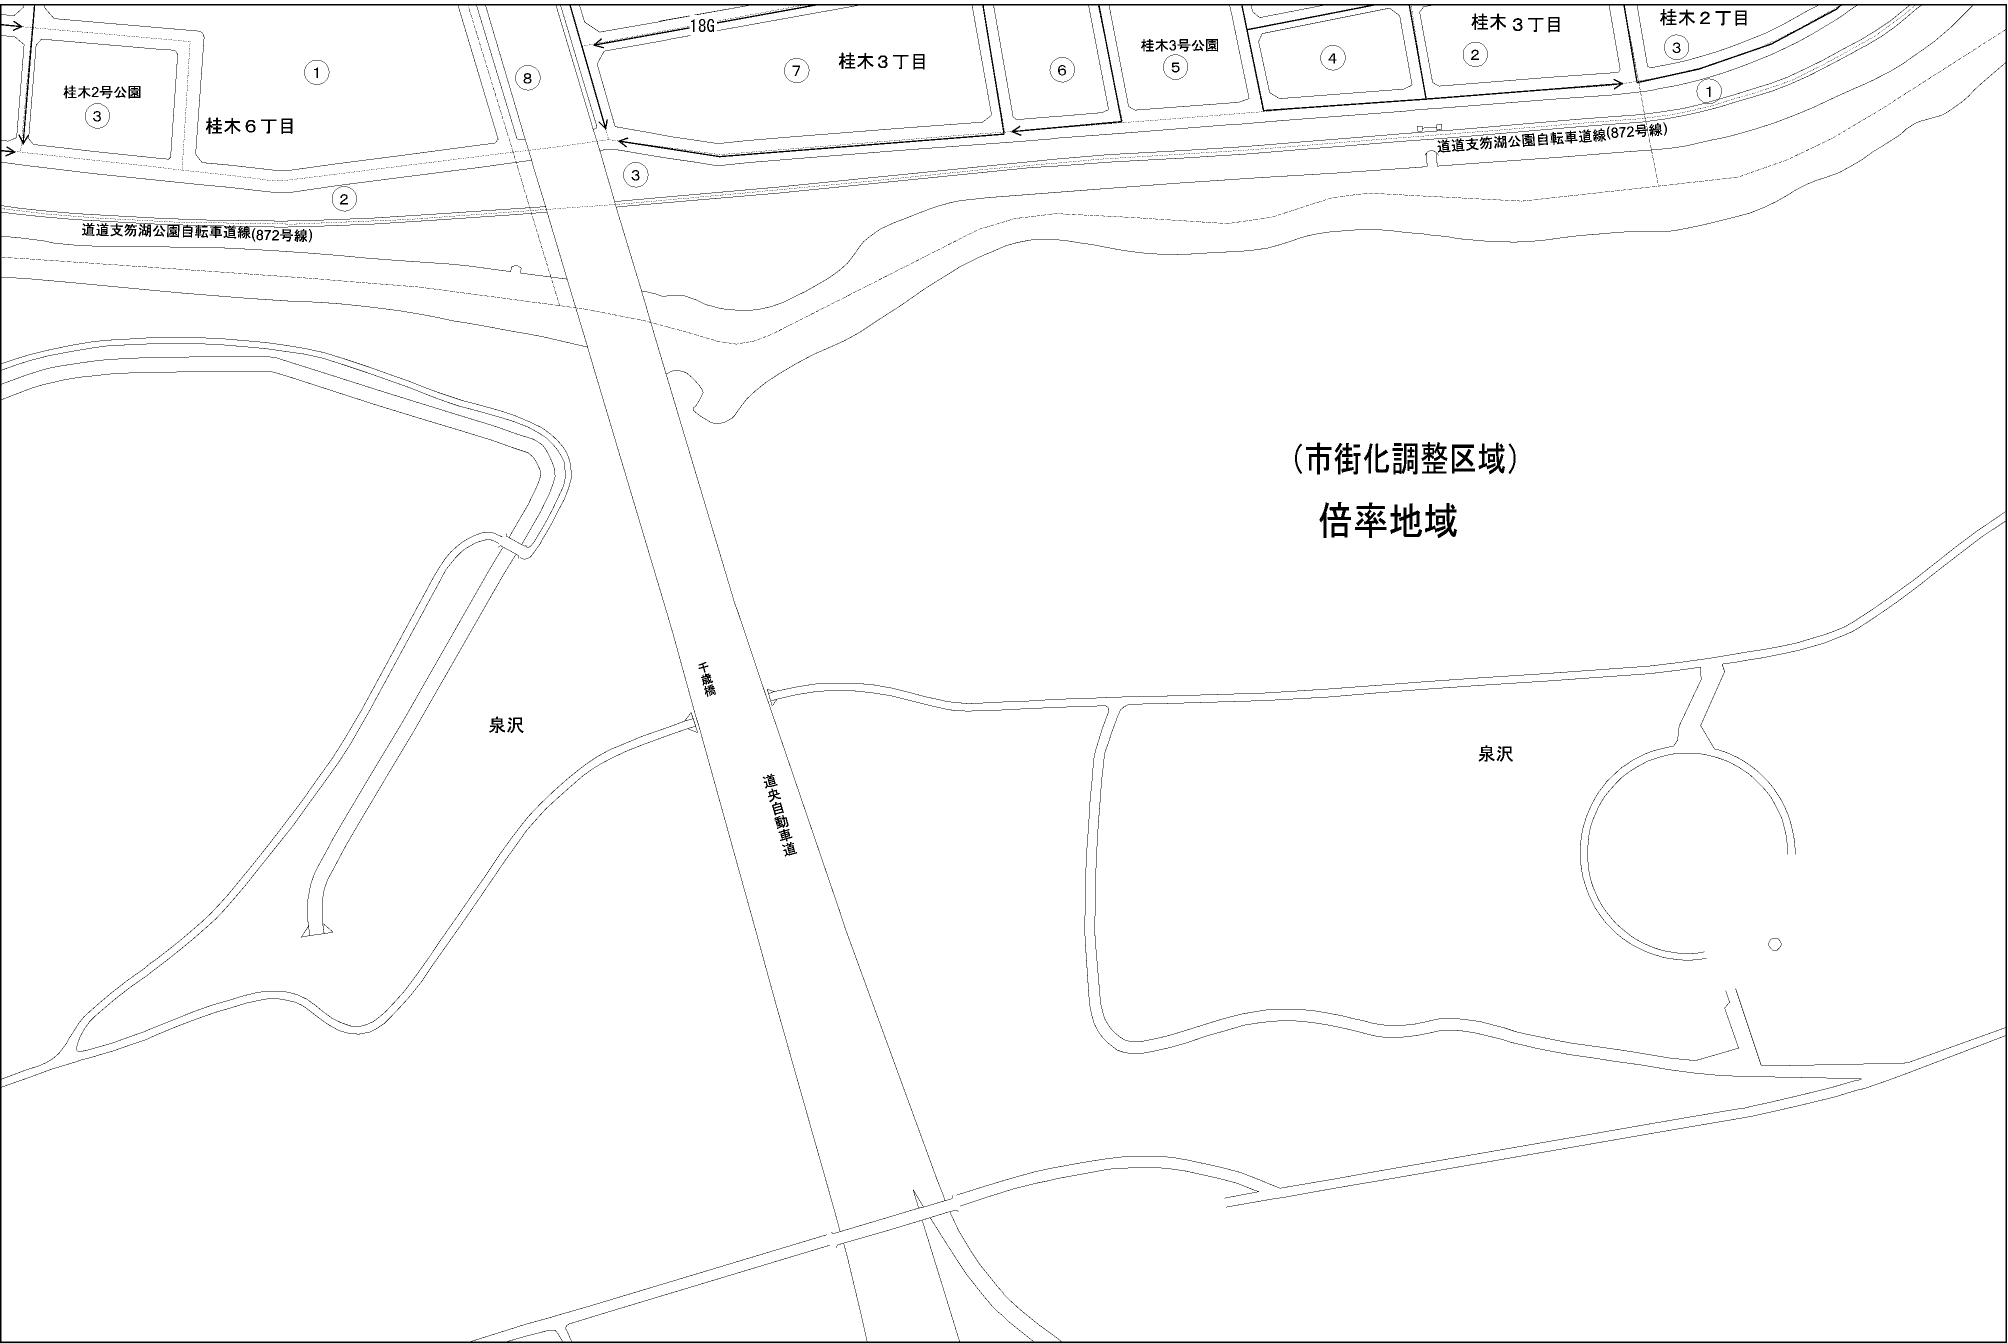 18G
桂木３丁目
桂木２丁目
③
桂木3号公園
⑤
②
④
⑥
桂木３丁目
⑦
⑧
①
桂木2号公園
③
桂木６丁目
①
道道支笏湖公園自転車道線(872号線)
③
②
道道支笏湖公園自転車道線(872号線)
（市街化調整区域）
倍率地域
千歳橋
泉沢
泉沢
道央自動車道